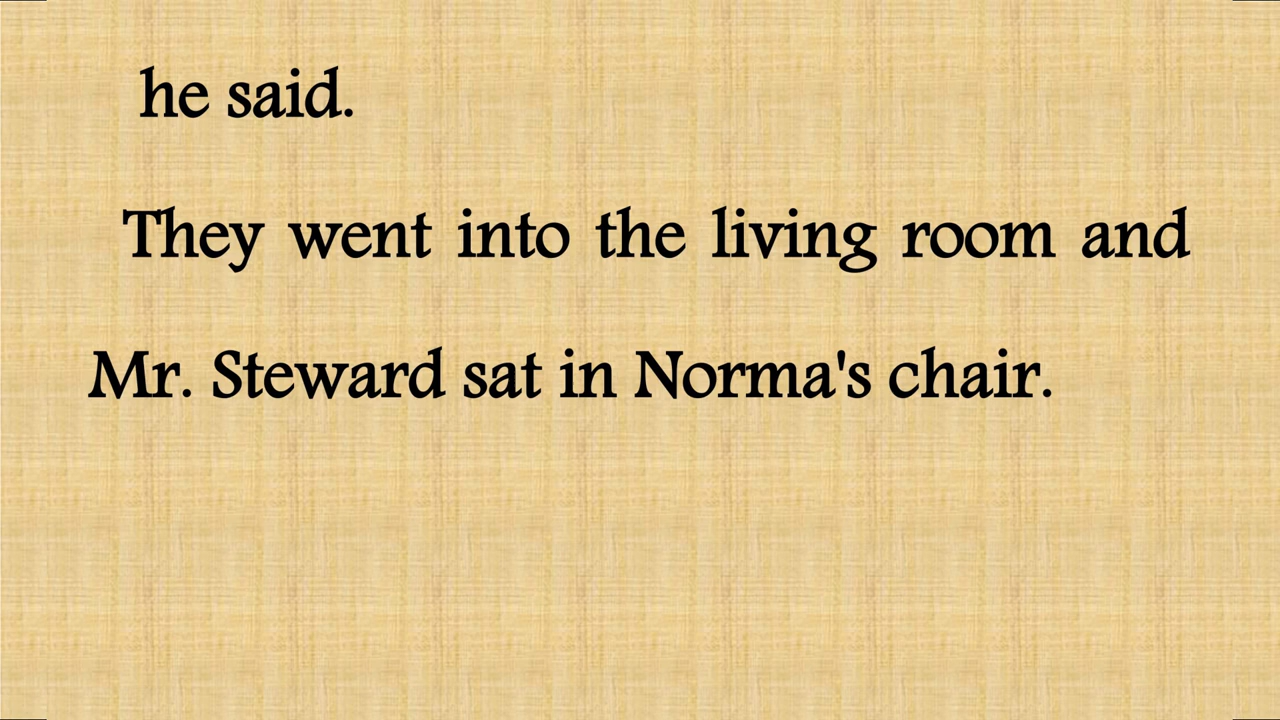 he said.
They went into the living room and
Mr. Steward sat in Norma's chair.